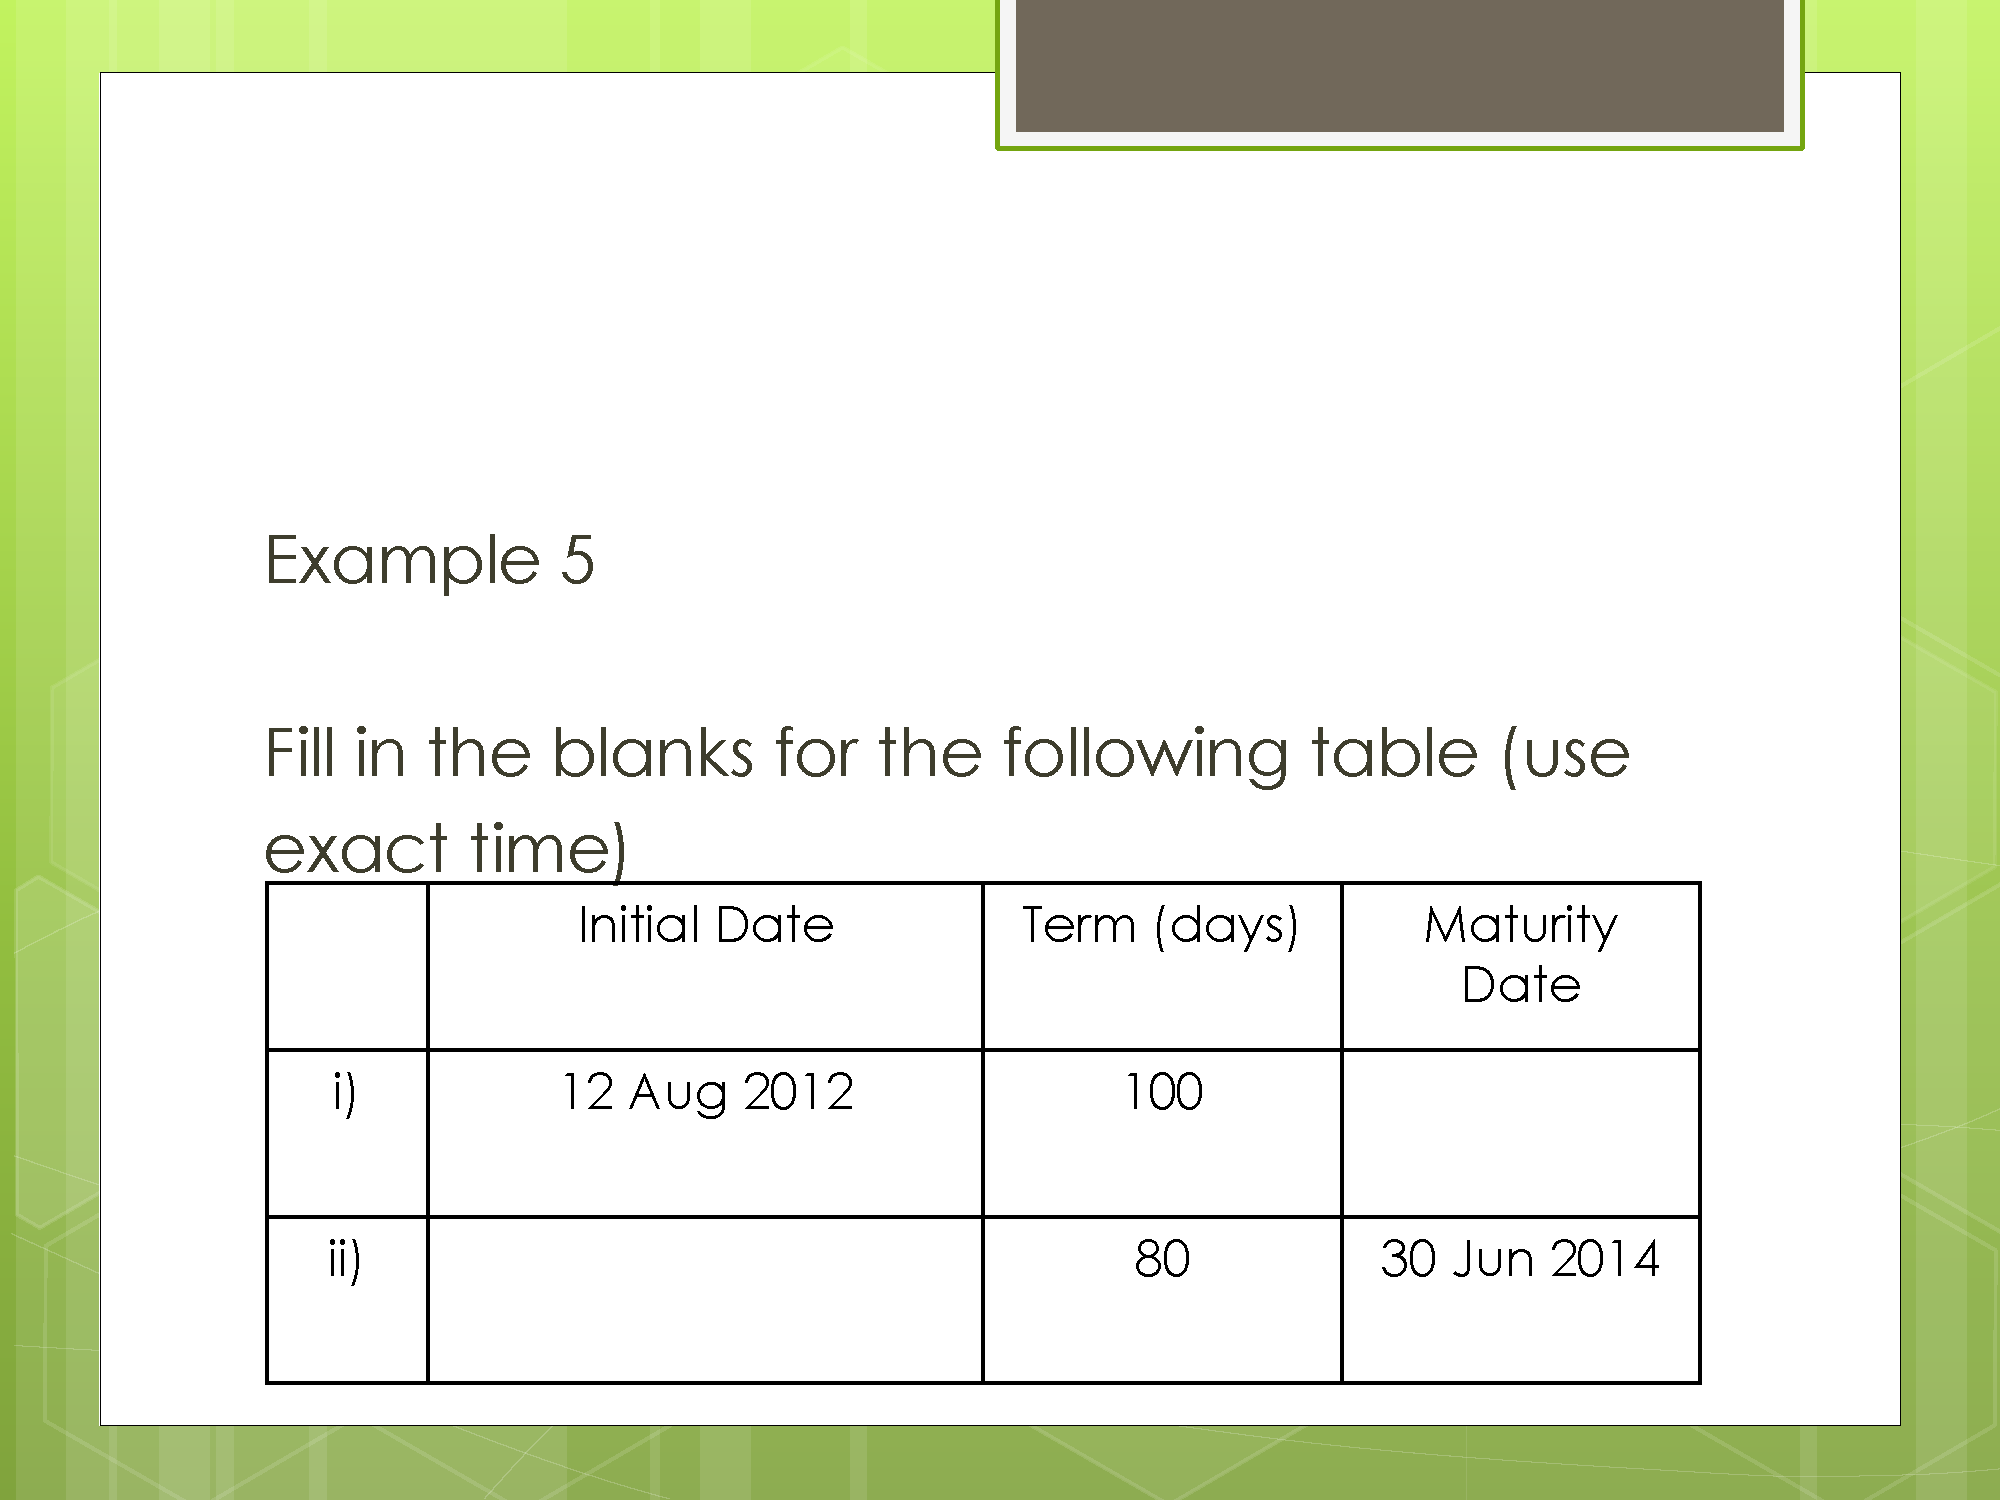 Example 5
Fill in the blanks for the following table (use
exact time)
Initial Date Term (days) Maturity
Date
i) 12 Aug 2012 100
ii) 80 30 Jun 2014